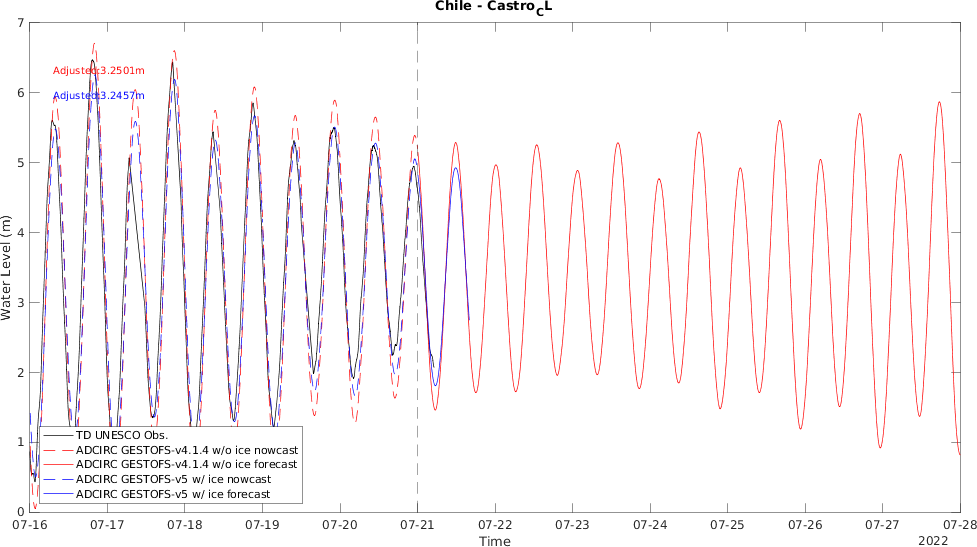 Chile - Castro_CL
7
6
5
4
3
2
1
0
Water Level (m)
Adjusted:3.2501m
Adjusted:3.2457m
TD UNESCO Obs.
ADCIRC GESTOFS-v4.1.4 w/o ice nowcast
ADCIRC GESTOFS-v4.1.4 w/o ice forecast
ADCIRC GESTOFS-v5 w/ ice nowcast
ADCIRC GESTOFS-v5 w/ ice forecast
07-16 07-17 07-18 07-19 07-20 07-21 07-22 07-23 07-24 07-25 07-26 07-27 07-28
Time
2022